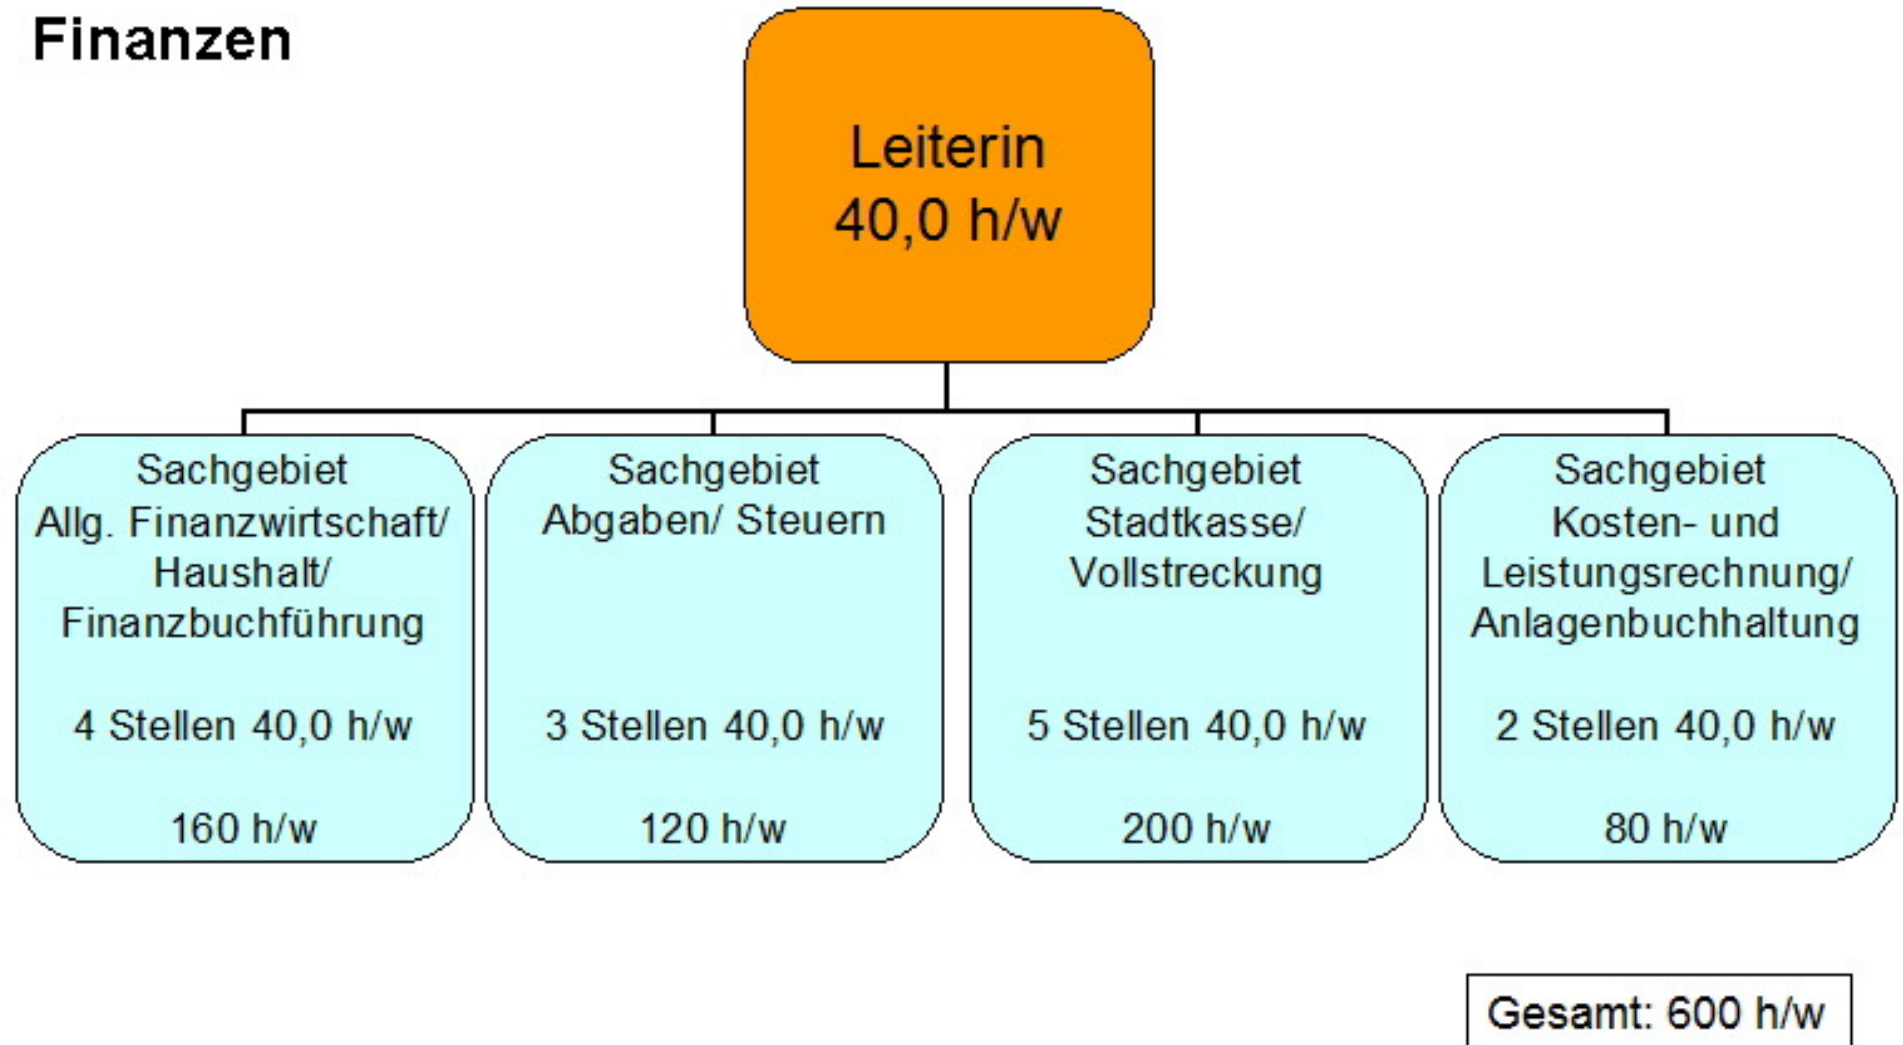 Finanzen
Leiterin
40,0 h/w
Sachgebiet
Allg. Finanzwirtschaft/
Haushalt/
Finanzbuchführung
4 Stellen 40,0 h/w
160 h/w
Sachgebiet
Abgaben/ Steuern
3 Stellen 40,0 h/w
120 h/w
Sachgebiet
Stadtkasse/
Vollstreckung
5 Stellen 40,0 h/w
200 h/w
Sachgebiet
Kosten- und
Leistungsrechnung/
Anlagenbuchhaltung
2 Stellen 40,0 h/w
80 h/w
Gesamt: 600 h/w